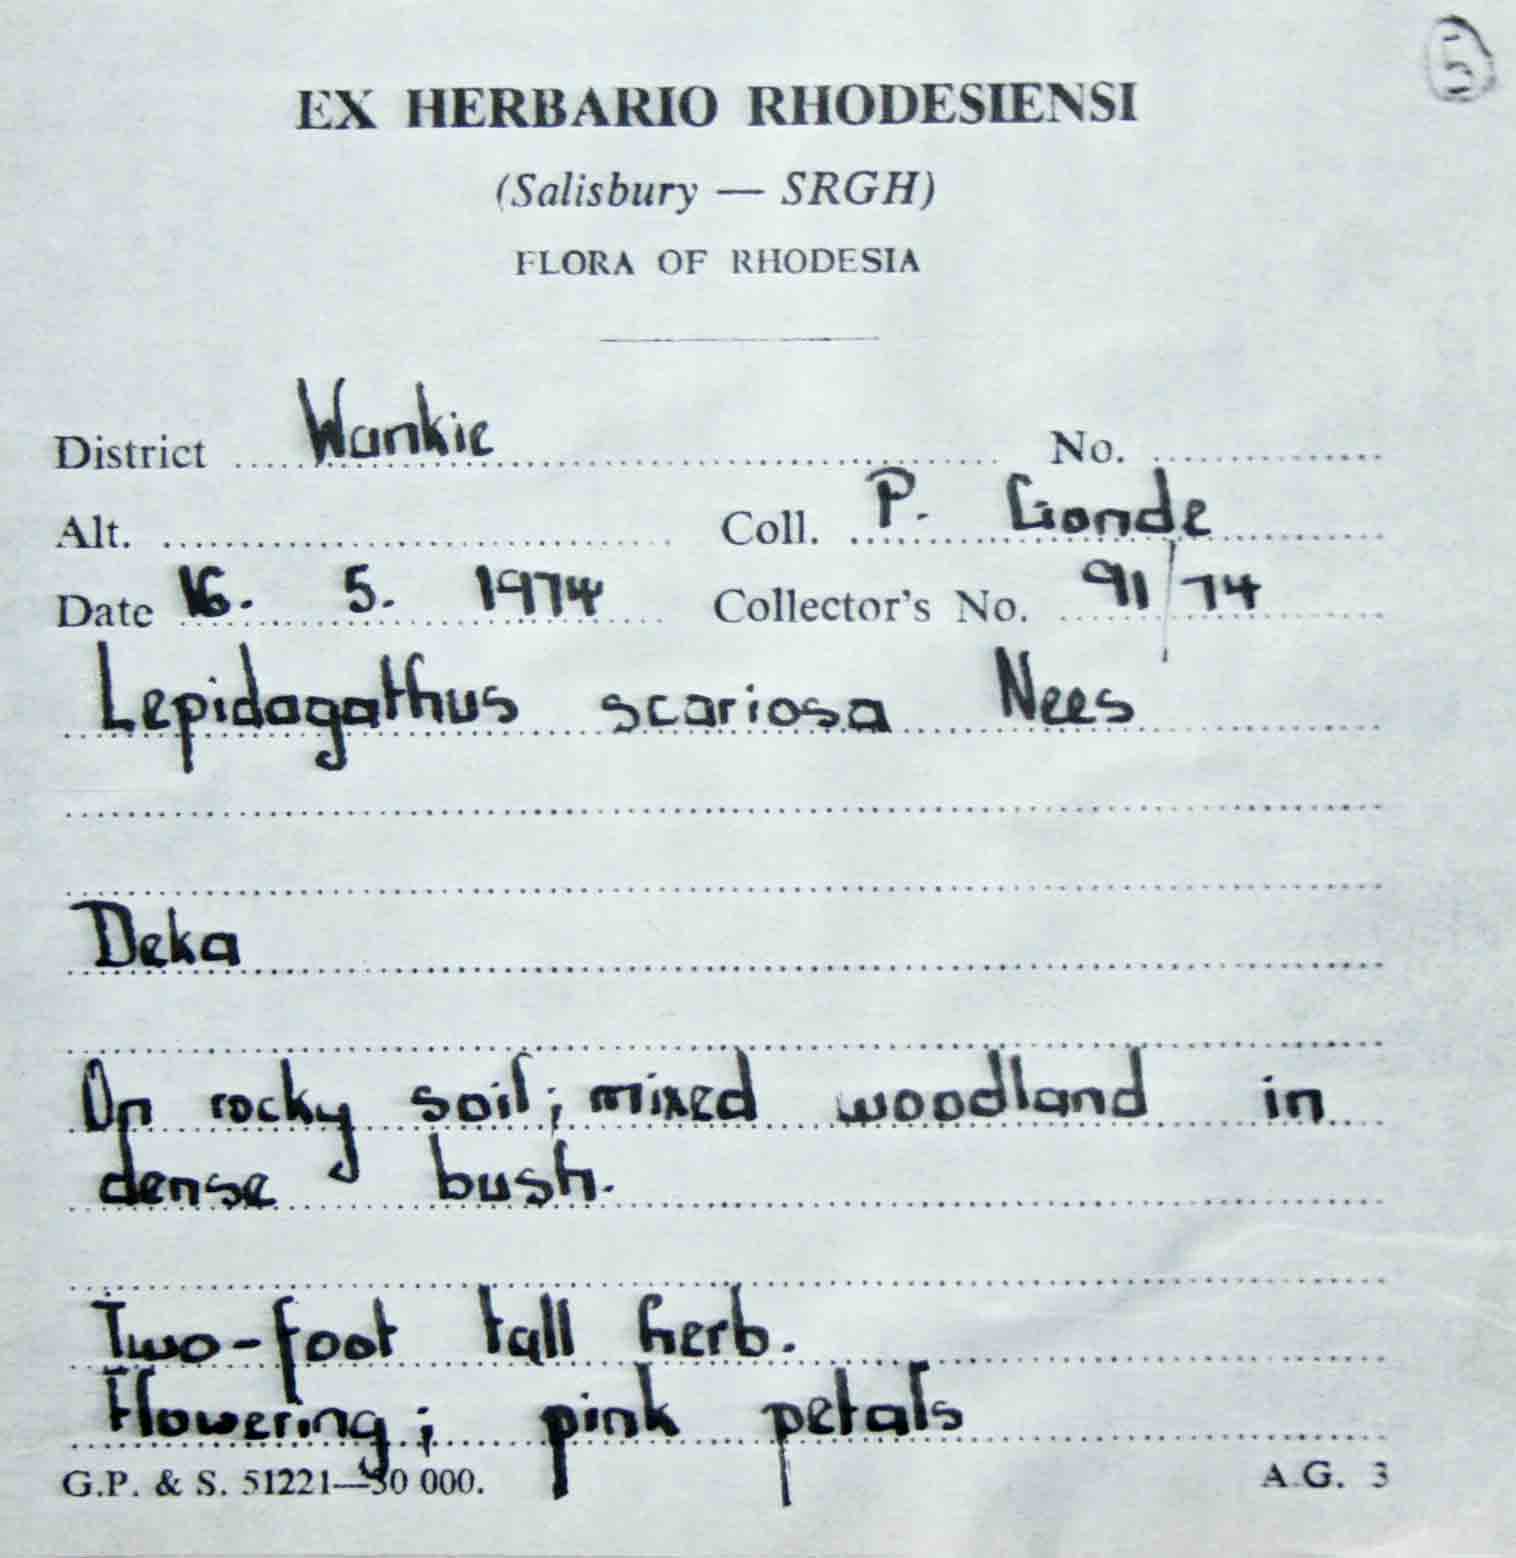 5
EX HERBARIO RHODESIENSI
(Salisbury — SRGH)
FLORA OF RHODESIA
District Wankie No.
Alt. Coll. P. Gonde
Date 16. 5. 1974 Collector's No. 91/74
Lepidagathus scariosa Nees
Deka
On rocky soil; mixed woodland in
dense bush.
Two-foot tall herb.
Flowering; pink petals
G.P. & S. 51221—50 000. A.G. 3